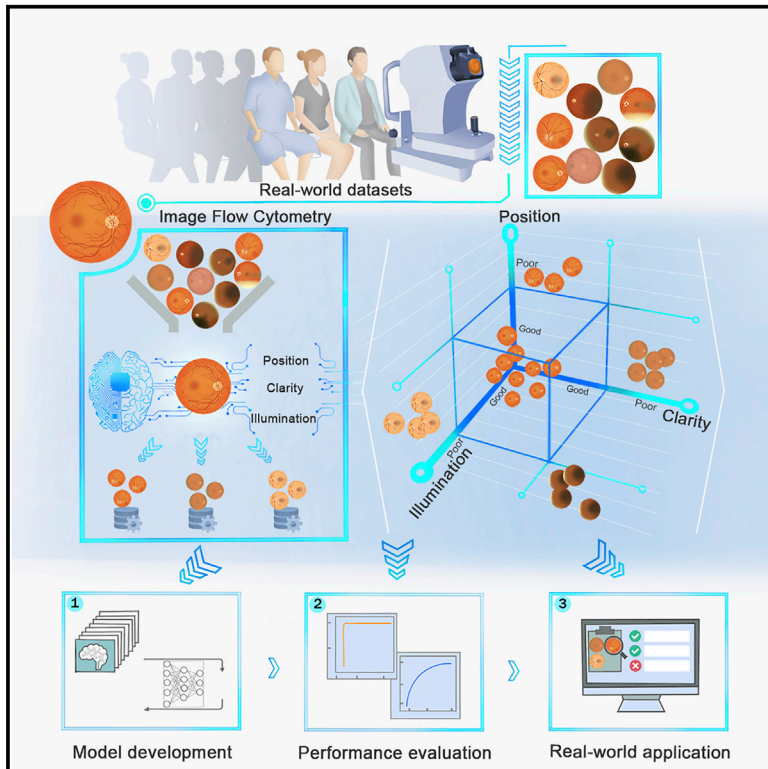 Real-world datasets
Image Flow Cytometry
Position
Clarity
Illumination
Position
Poor
Good
Good
Poor
Clarity
Good
Poor
Illumination
1
2
3
Model development
Performance evaluation
Real-world application